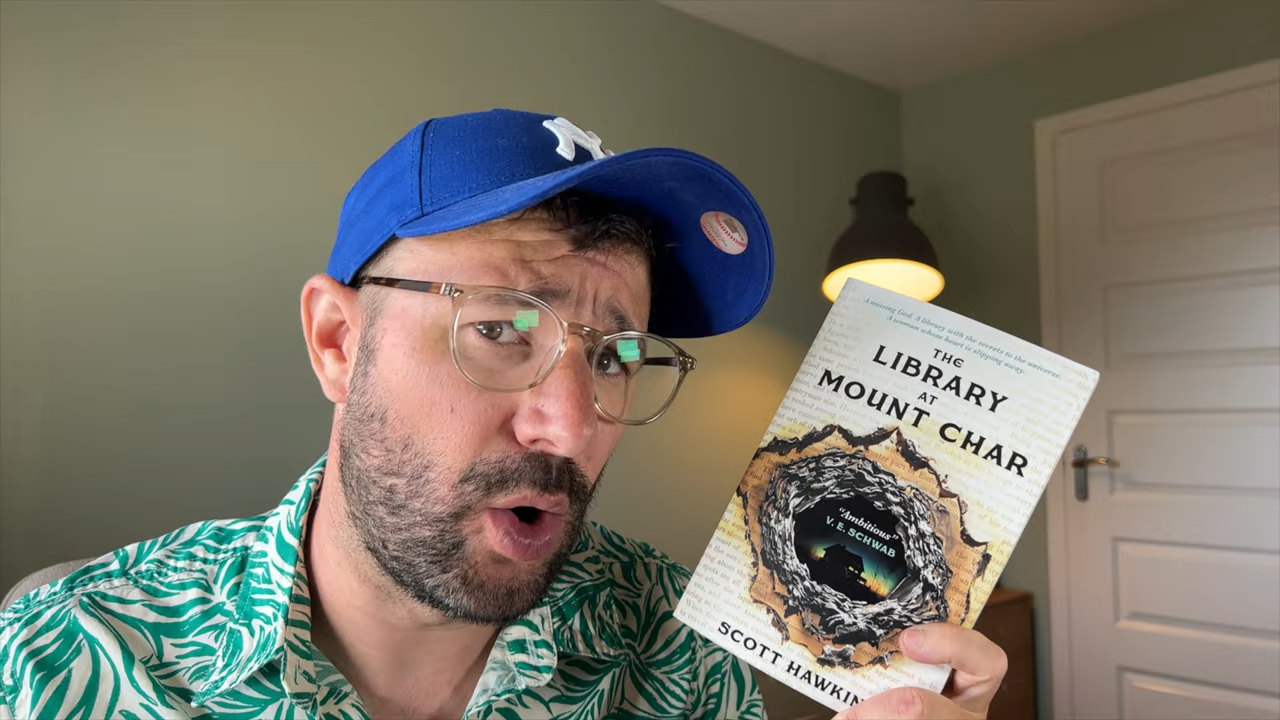 NY
A missing God. A library with the secrets to the universe.
A woman whose heart is slipping away.
THE
LIBRARY
AT
MOUNT CHAR
"Ambitious"
V. E. SCHWAB
SCOTT HAWKIN